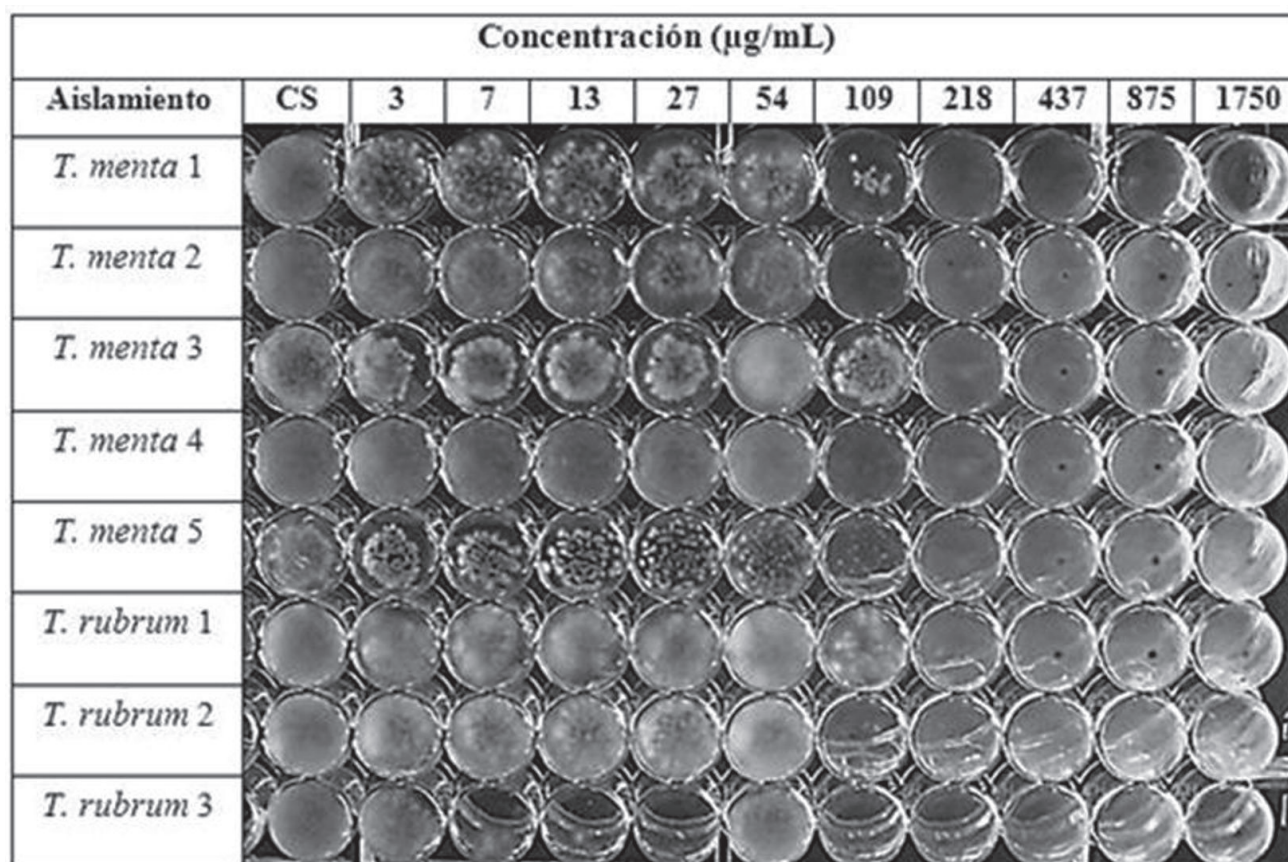 Concentración (μg/mL)
Aislamiento CS 3 7 13 27 54 109 218 437 875 1750
T. menta 1
T. menta 2
T. menta 3
T. menta 4
T. menta 5
T. rubrum 1
T. rubrum 2
T. rubrum 3